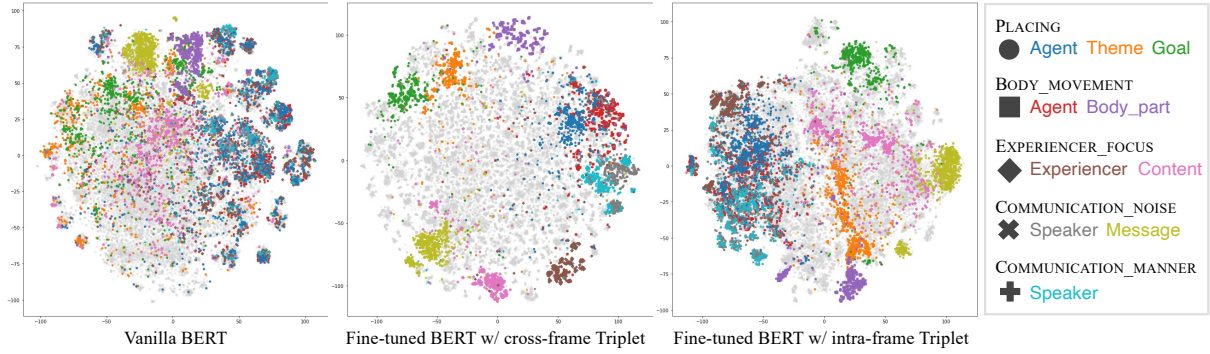 Vanilla BERT
Fine-tuned BERT w/ cross-frame Triplet
Fine-tuned BERT w/ intra-frame Triplet
PLACING
Agent Theme Goal
BODY_MOVEMENT
Agent Body_part
EXPERIENCER_FOCUS
Experiencer Content
COMMUNICATION_NOISE
Speaker Message
COMMUNICATION_MANNER
Speaker